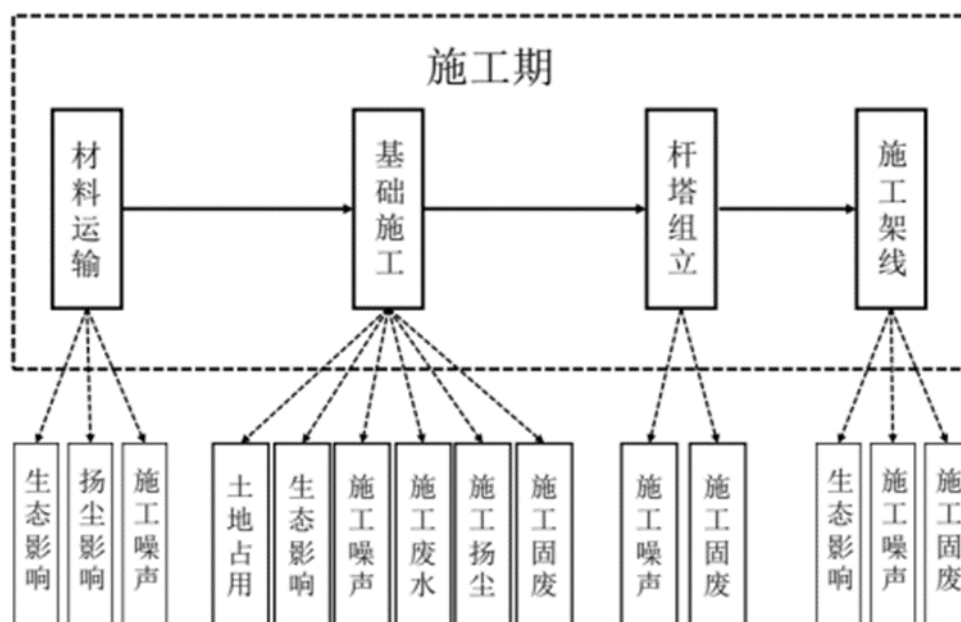 施工期
材料运输
基础施工
杆塔组立
施工架线
生态影响
扬尘影响
施工噪声
土地占用
生态影响
施工噪声
施工废水
施工扬尘
施工固废
施工噪声
施工固废
生态影响
施工噪声
施工固废